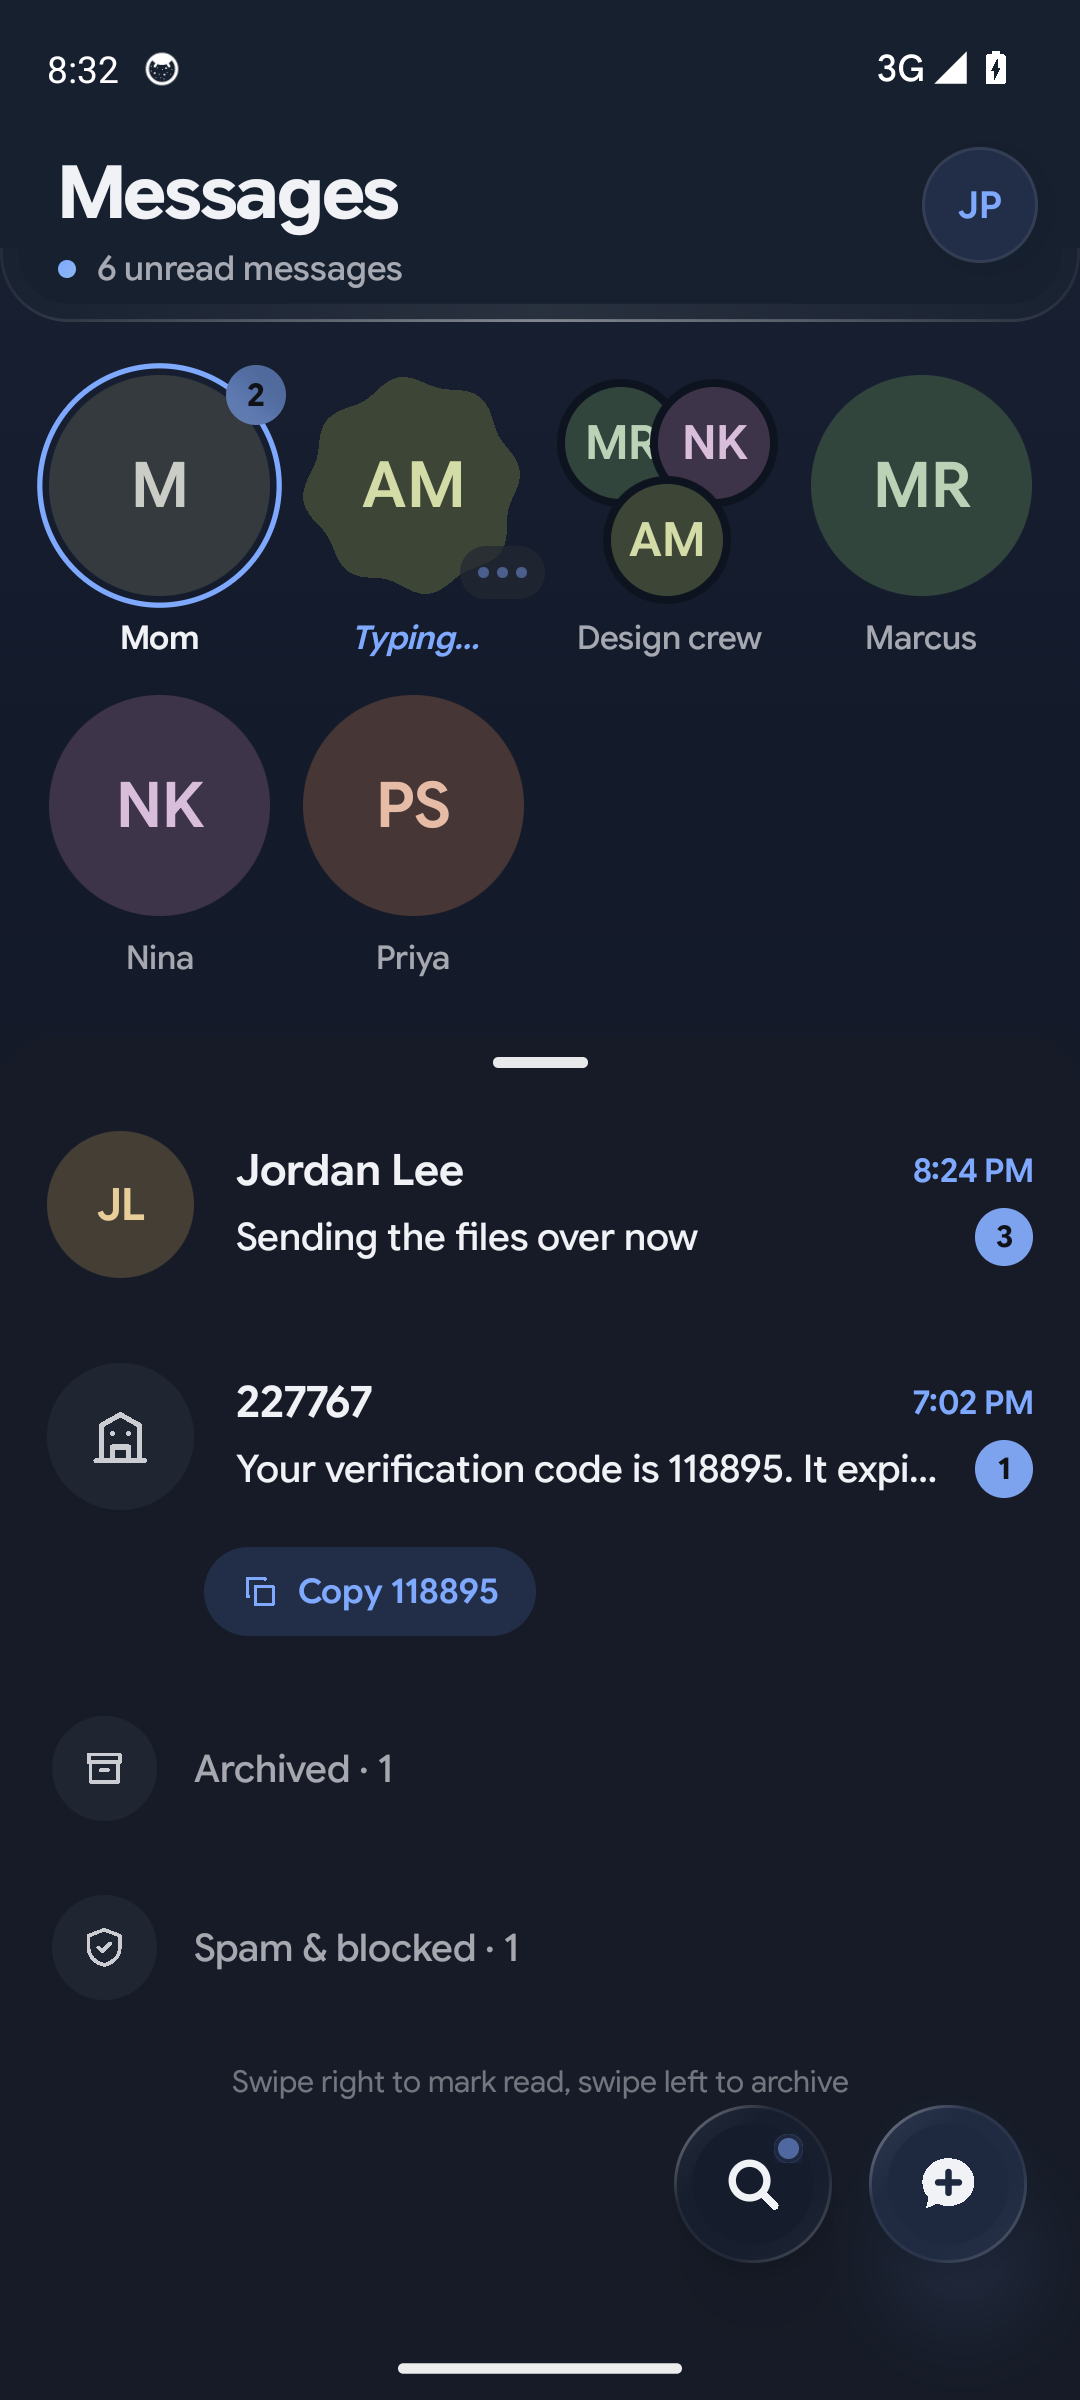 8:32
3G
Messages
JP
6 unread messages
M
2
AM
MR
NK
AM
MR
Mom
Typing...
Design crew
Marcus
NK
PS
Nina
Priya
JL
Jordan Lee
8:24 PM
Sending the files over now
3
227767
7:02 PM
Your verification code is 118895. It expi...
1
Copy 118895
Archived · 1
Spam & blocked · 1
Swipe right to mark read, swipe left to archive